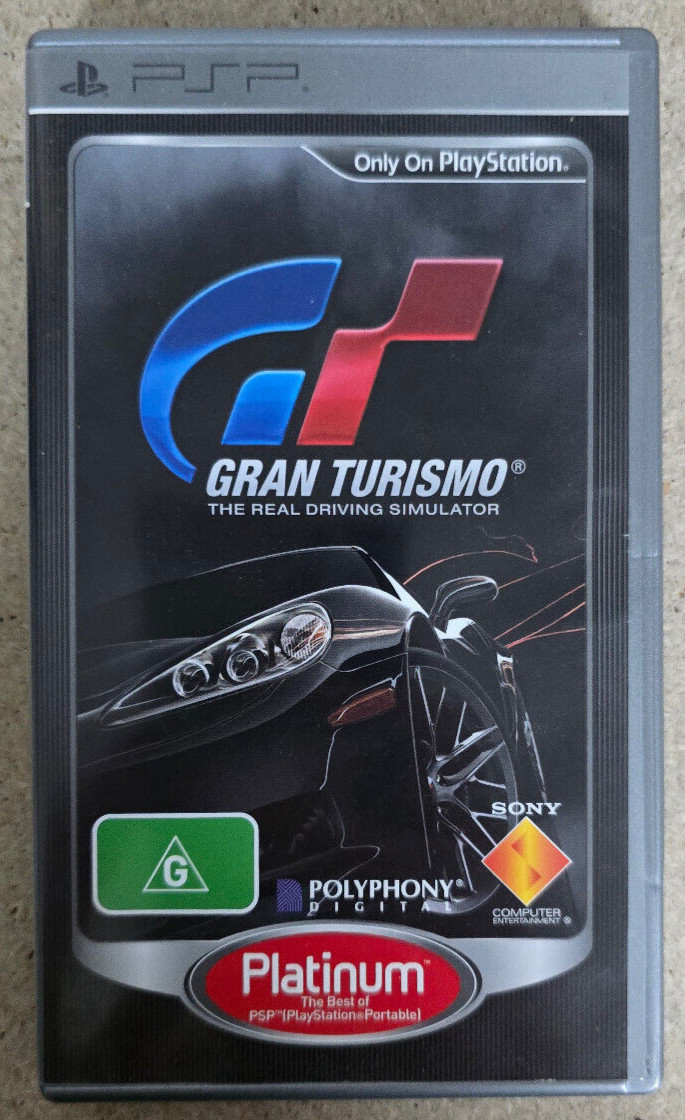 PSP
Only On PlayStation®
GRAN TURISMO®
THE REAL DRIVING SIMULATOR
G
SONY
POLYPHONY®
DIGITAL
COMPUTER
ENTERTAINMENT®
Platinum™
The Best of
PSP™(PlayStation®Portable)